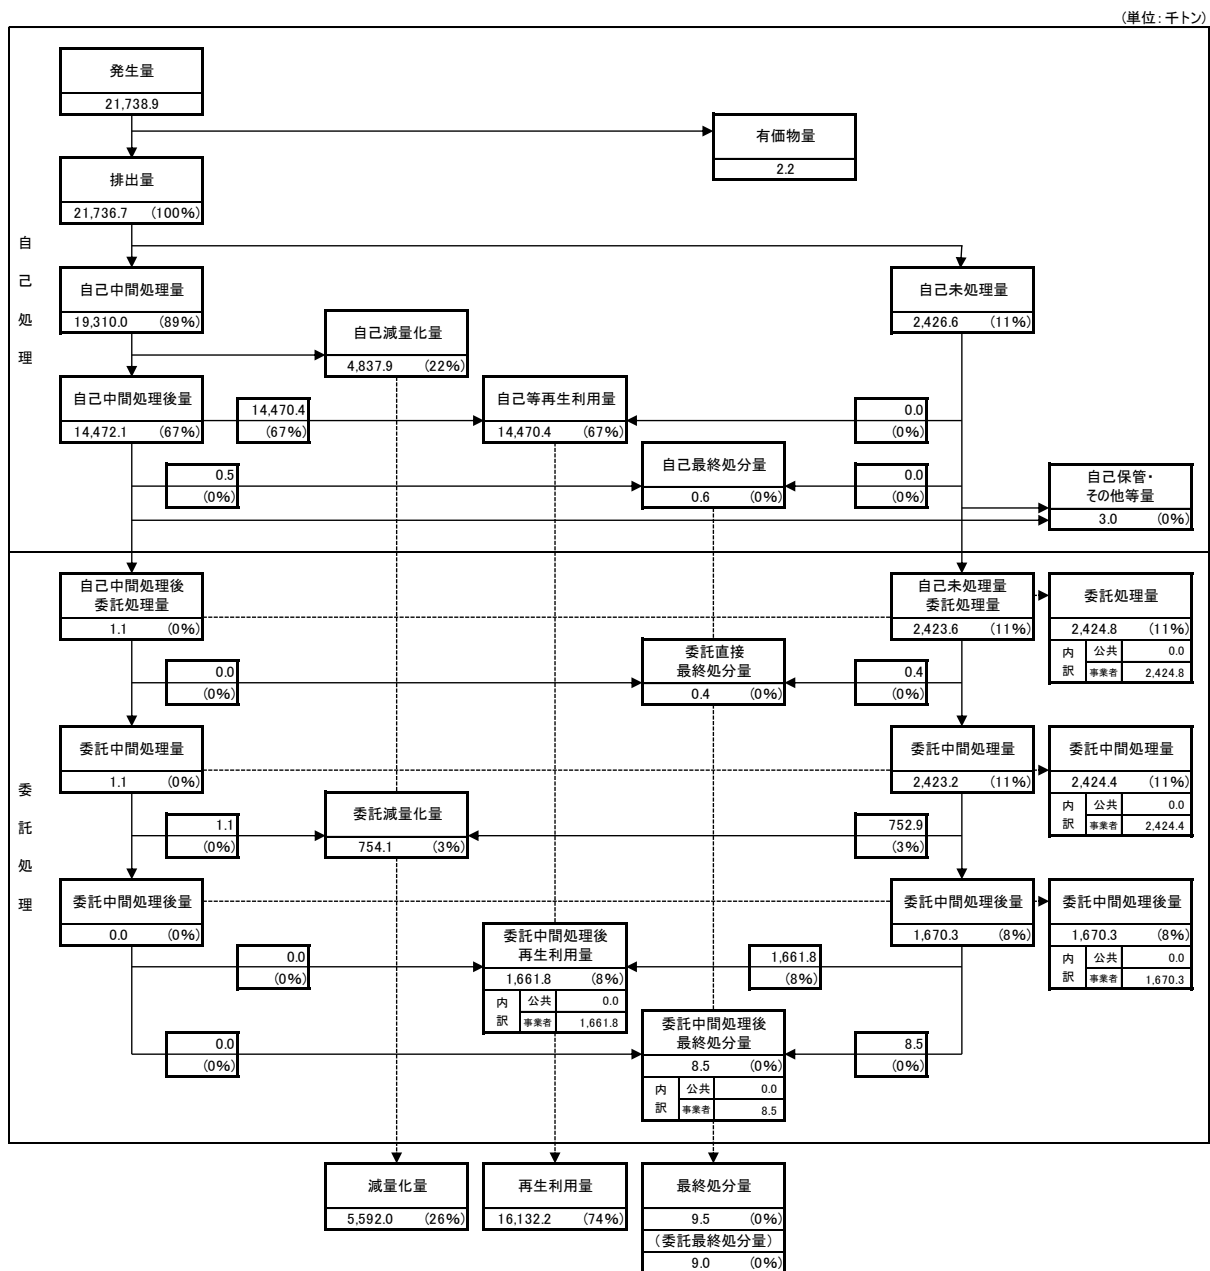 (単位:千トン)
発生量
21,738.9
有価物量
2.2
排出量
21,736.7 (100%)
自己処理
自己中間処理量
19,310.0 (89%)
自己未処理量
2,426.6 (11%)
自己減量化量
4,837.9 (22%)
自己中間処理後量
14,472.1 (67%)
14,470.4
(67%)
自己等再生利用量
14,470.4 (67%)
0.0
(0%)
0.5
(0%)
自己最終処分量
0.6 (0%)
0.0
(0%)
自己保管・
その他等量
3.0 (0%)
委託処理
自己中間処理後
委託処理量
1.1 (0%)
自己未処理量
委託処理量
2,423.6 (11%)
委託処理量
2,424.8 (11%)
内訳
公共 0.0
事業者 2,424.8
0.0
(0%)
委託直接
最終処分量
0.4 (0%)
0.4
(0%)
委託中間処理量
1.1 (0%)
委託中間処理量
2,423.2 (11%)
委託中間処理量
2,424.4 (11%)
内訳
公共 0.0
事業者 2,424.4
1.1
(0%)
委託減量化量
754.1 (3%)
752.9
(3%)
委託中間処理後量
0.0 (0%)
委託中間処理後量
1,670.3 (8%)
委託中間処理後量
1,670.3 (8%)
内訳
公共 0.0
事業者 1,670.3
0.0
(0%)
委託中間処理後
再生利用量
1,661.8 (8%)
内訳
公共 0.0
事業者 1,661.8
1,661.8
(8%)
0.0
(0%)
委託中間処理後
最終処分量
8.5 (0%)
内訳
公共 0.0
事業者 8.5
8.5
(0%)
減量化量
5,592.0 (26%)
再生利用量
16,132.2 (74%)
最終処分量
9.5 (0%)
(委託最終処分量)
9.0 (0%)